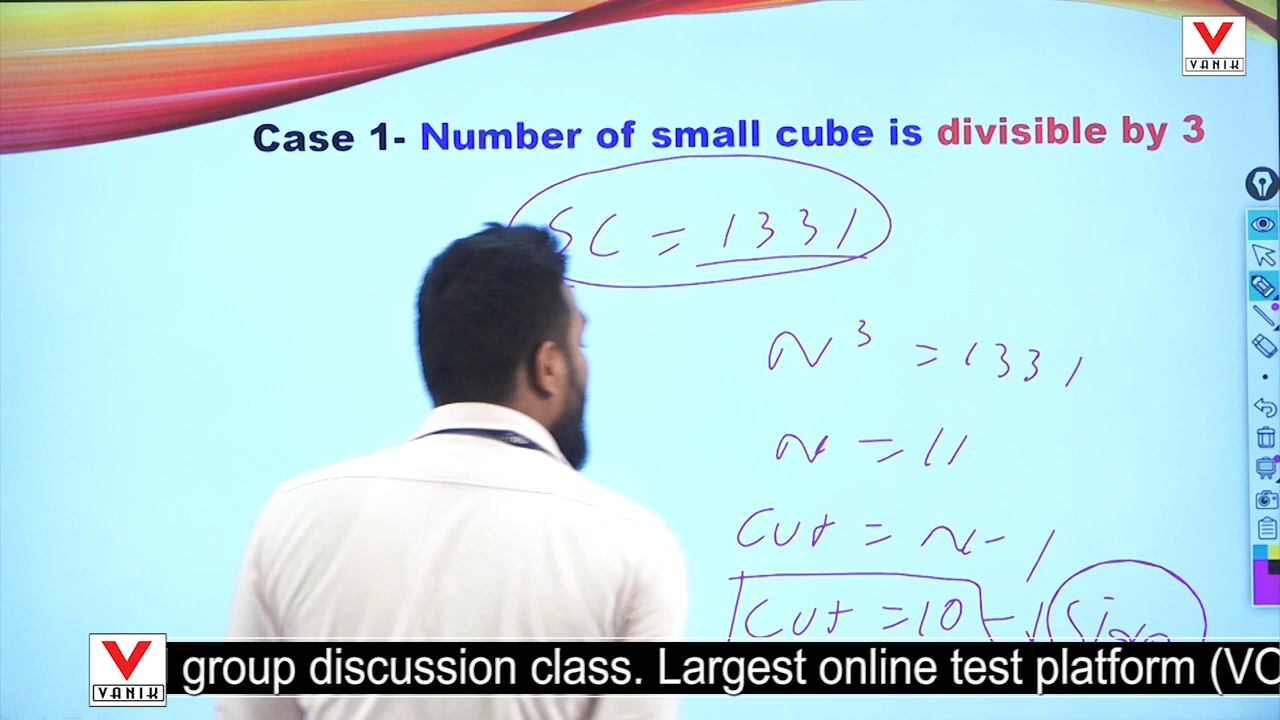 VANIK
Case 1- Number of small cube is divisible by 3
SC = 1331
N³ = 1331
N = 11
Cut = N - 1
Cut = 10
VANIK
group discussion class. Largest online test platform (VC